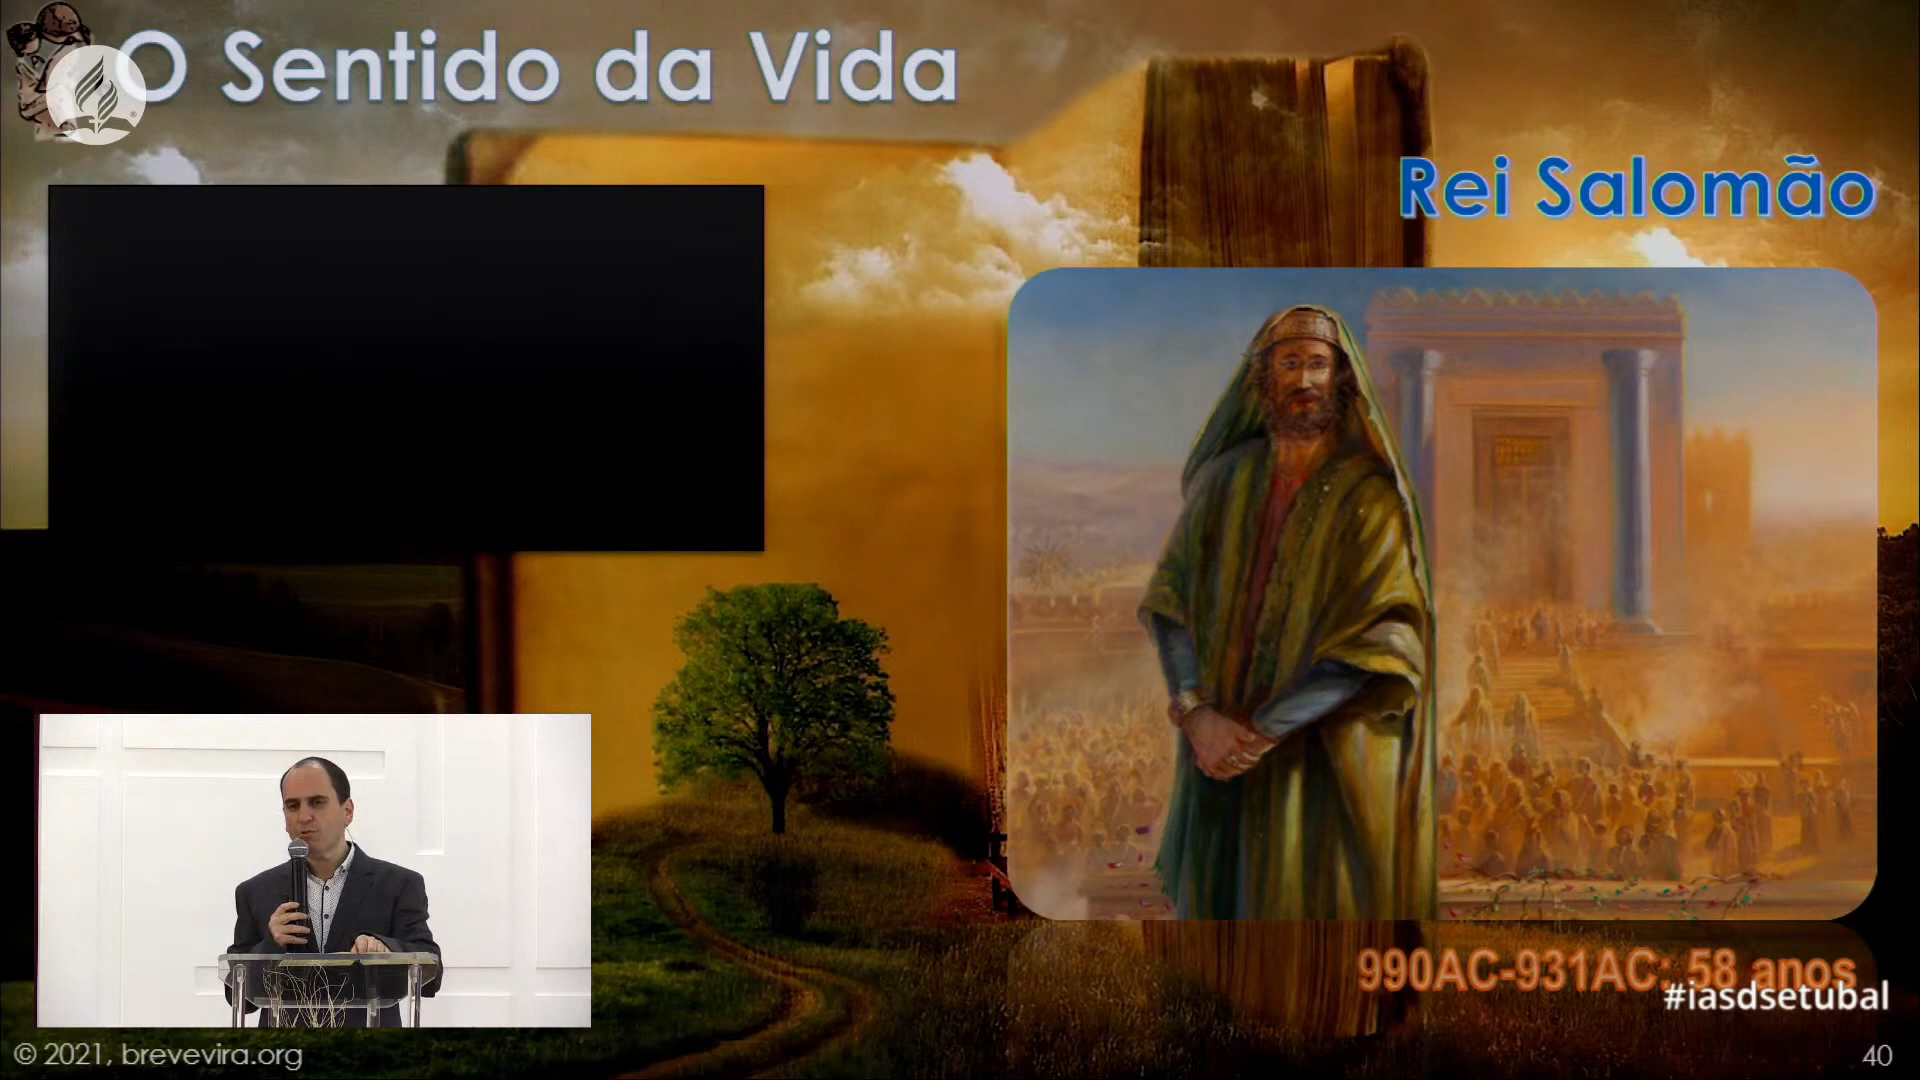 O Sentido da Vida
Rei Salomão
990AC-931AC: 58 anos
#iasdsetubal
© 2021, brevevira.org
40